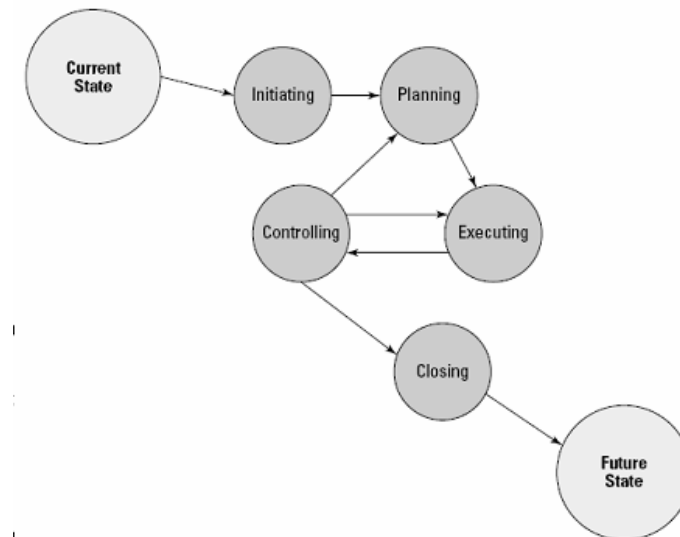 Current
State
Initiating
Planning
Controlling
Executing
Closing
Future
State